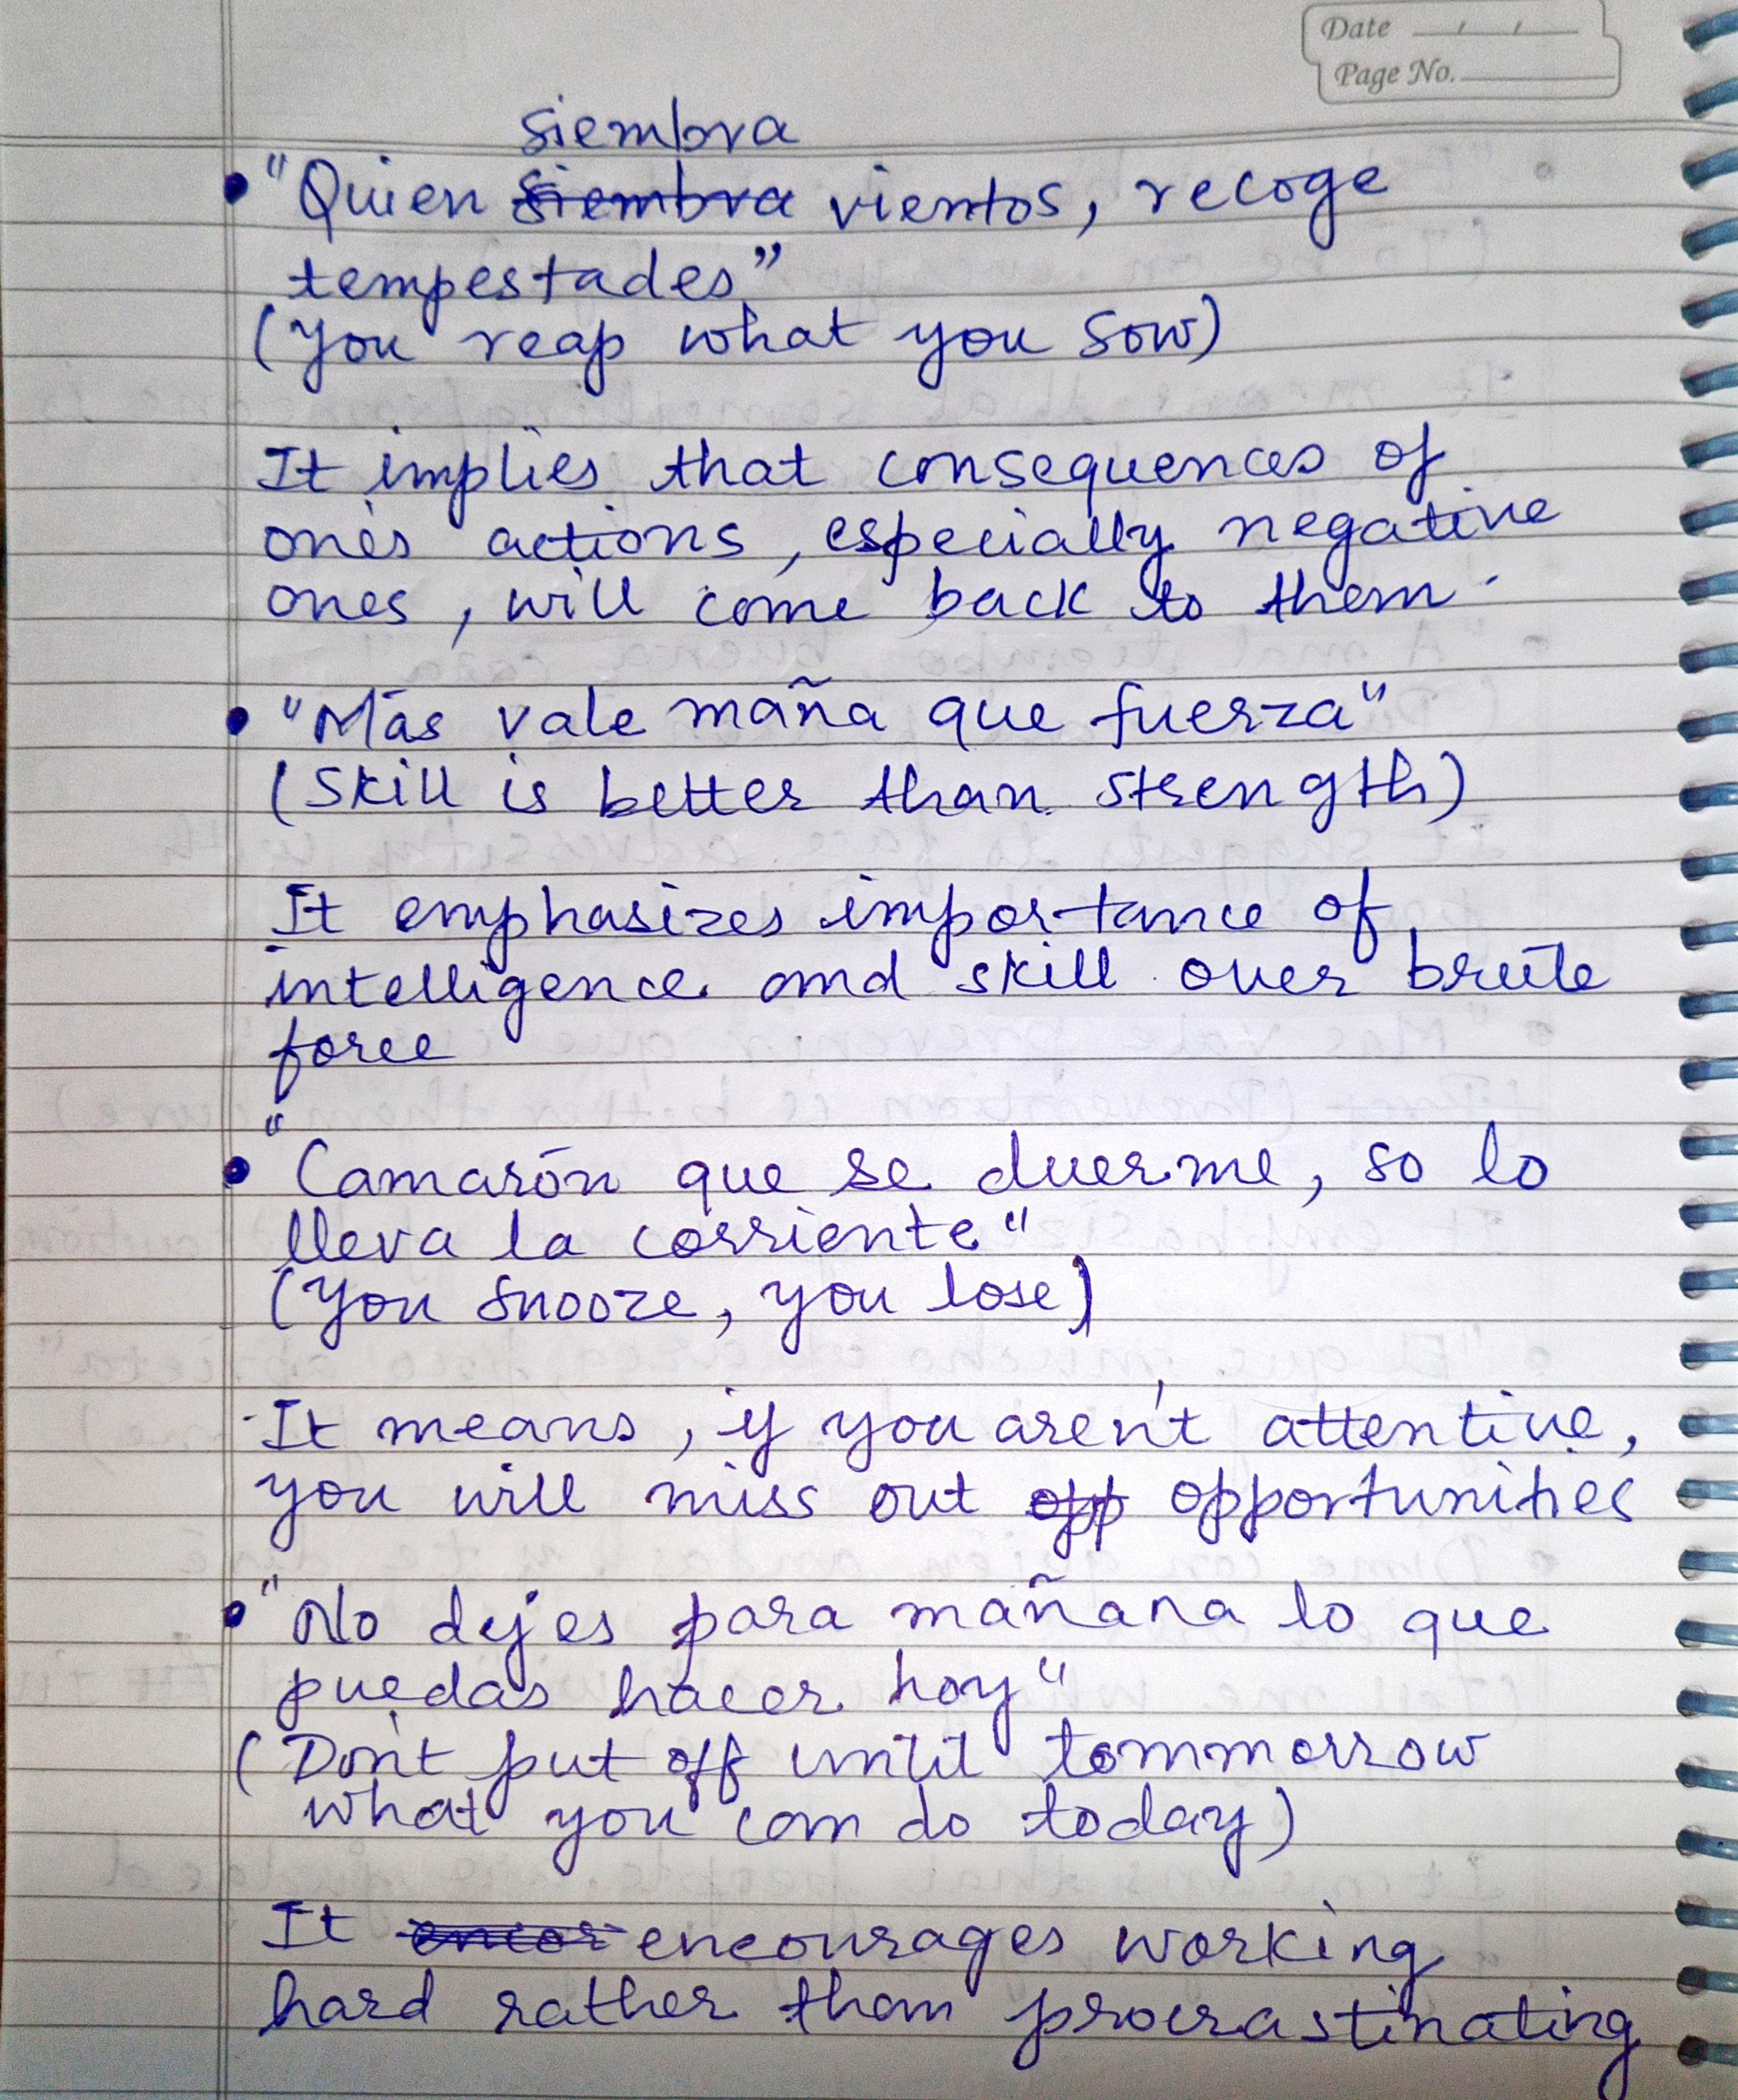 Date / /
Page No.
siembra
• "Quien siembra vientos, recoge
tempestades"
(You reap what you sow)
It implies that consequences of
one's actions, especially negative
ones, will come back to them.
• "Más vale maña que fuerza"
(Skill is better than strength)
It emphasizes importance of
intelligence and skill over brute
force
"
• Camarón que se duerme, so lo
lleva la corriente"
(You snooze, you lose)
It means, if you aren't attentive,
you will miss out opp opportunities
• "No dejes para mañana lo que
puedas hacer hoy"
(Don't put off until tommorrow
what you can do today)
It encor encourages working
hard rather than procrastinating